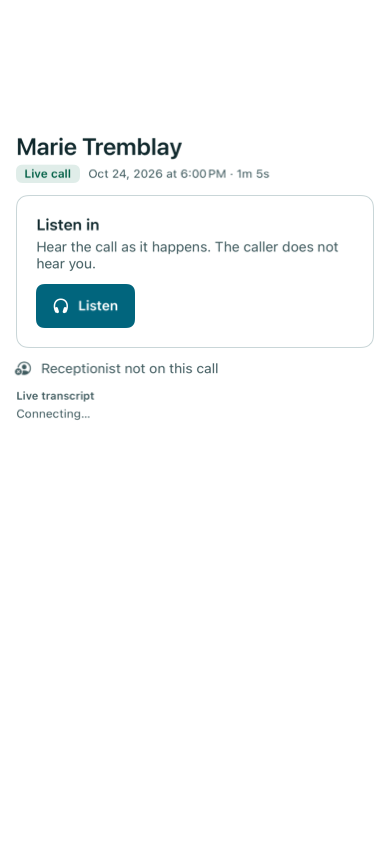 Marie Tremblay
Live call Oct 24, 2026 at 6:00 PM · 1m 5s
Listen in
Hear the call as it happens. The caller does not
hear you.
Listen
Receptionist not on this call
Live transcript
Connecting…